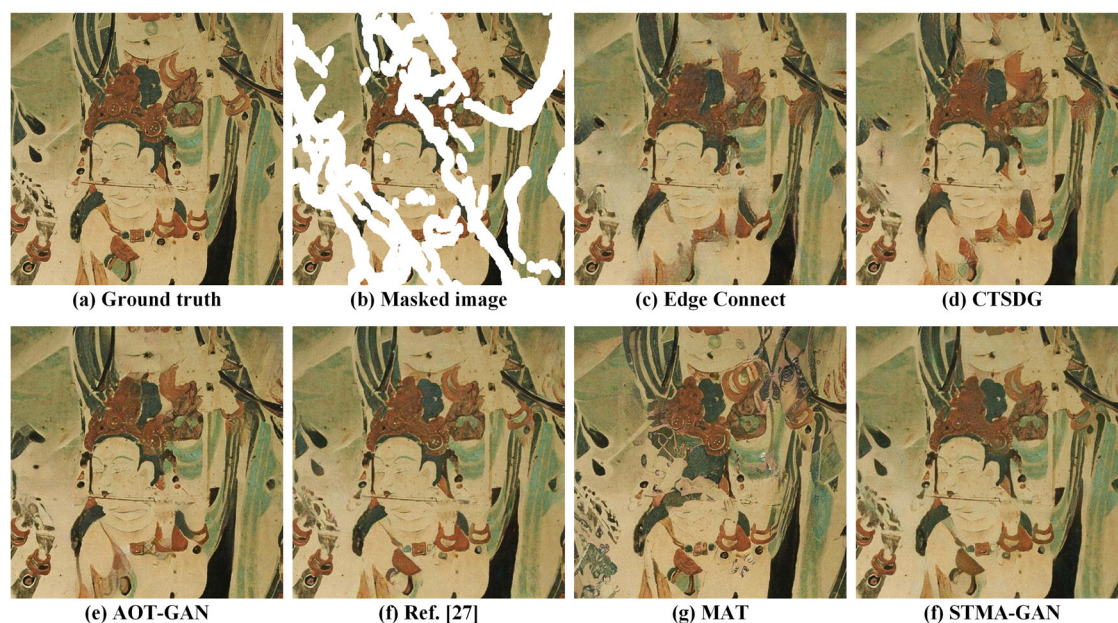 (a) Ground truth
(b) Masked image
(c) Edge Connect
(d) CTSDG
(e) AOT-GAN
(f) Ref. [27]
(g) MAT
(f) STMA-GAN